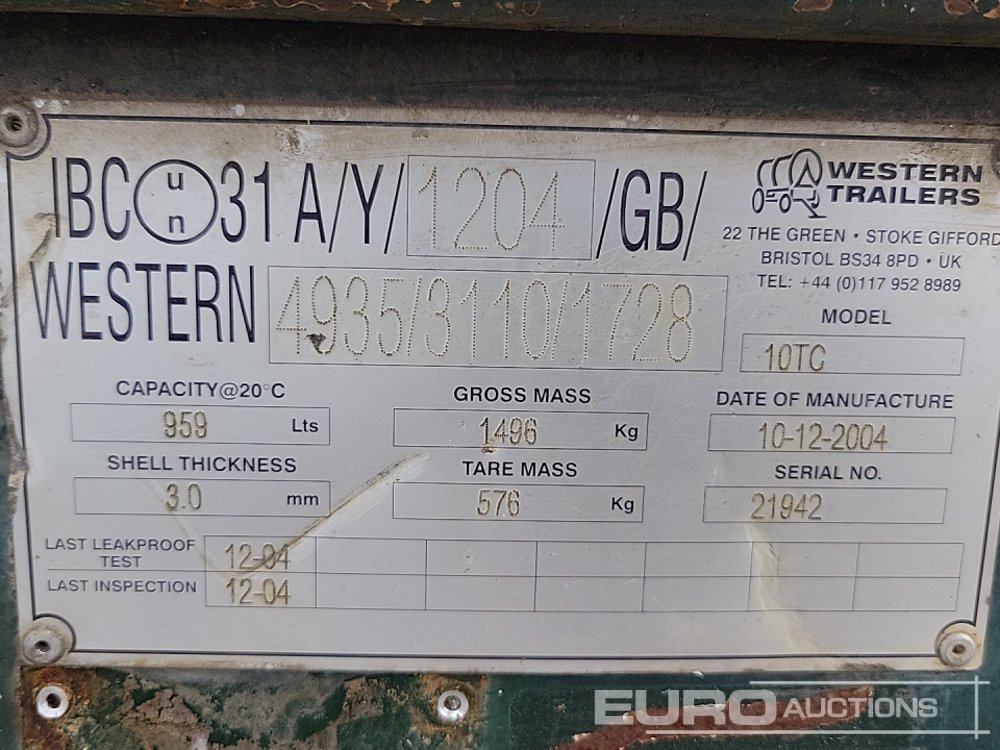 IBC un 31 A/Y/ 1204 /GB/
WESTERN 4935/3110/1728
WESTERN
TRAILERS
22 THE GREEN • STOKE GIFFORD
BRISTOL BS34 8PD • UK
TEL: +44 (0)117 952 8989
MODEL
10TC
CAPACITY@20°C
959 Lts
GROSS MASS
1496 Kg
DATE OF MANUFACTURE
10-12-2004
SHELL THICKNESS
3.0 mm
TARE MASS
576 Kg
SERIAL NO.
21942
LAST LEAKPROOF
TEST
12-04
LAST INSPECTION 12-04
EURO AUCTIONS